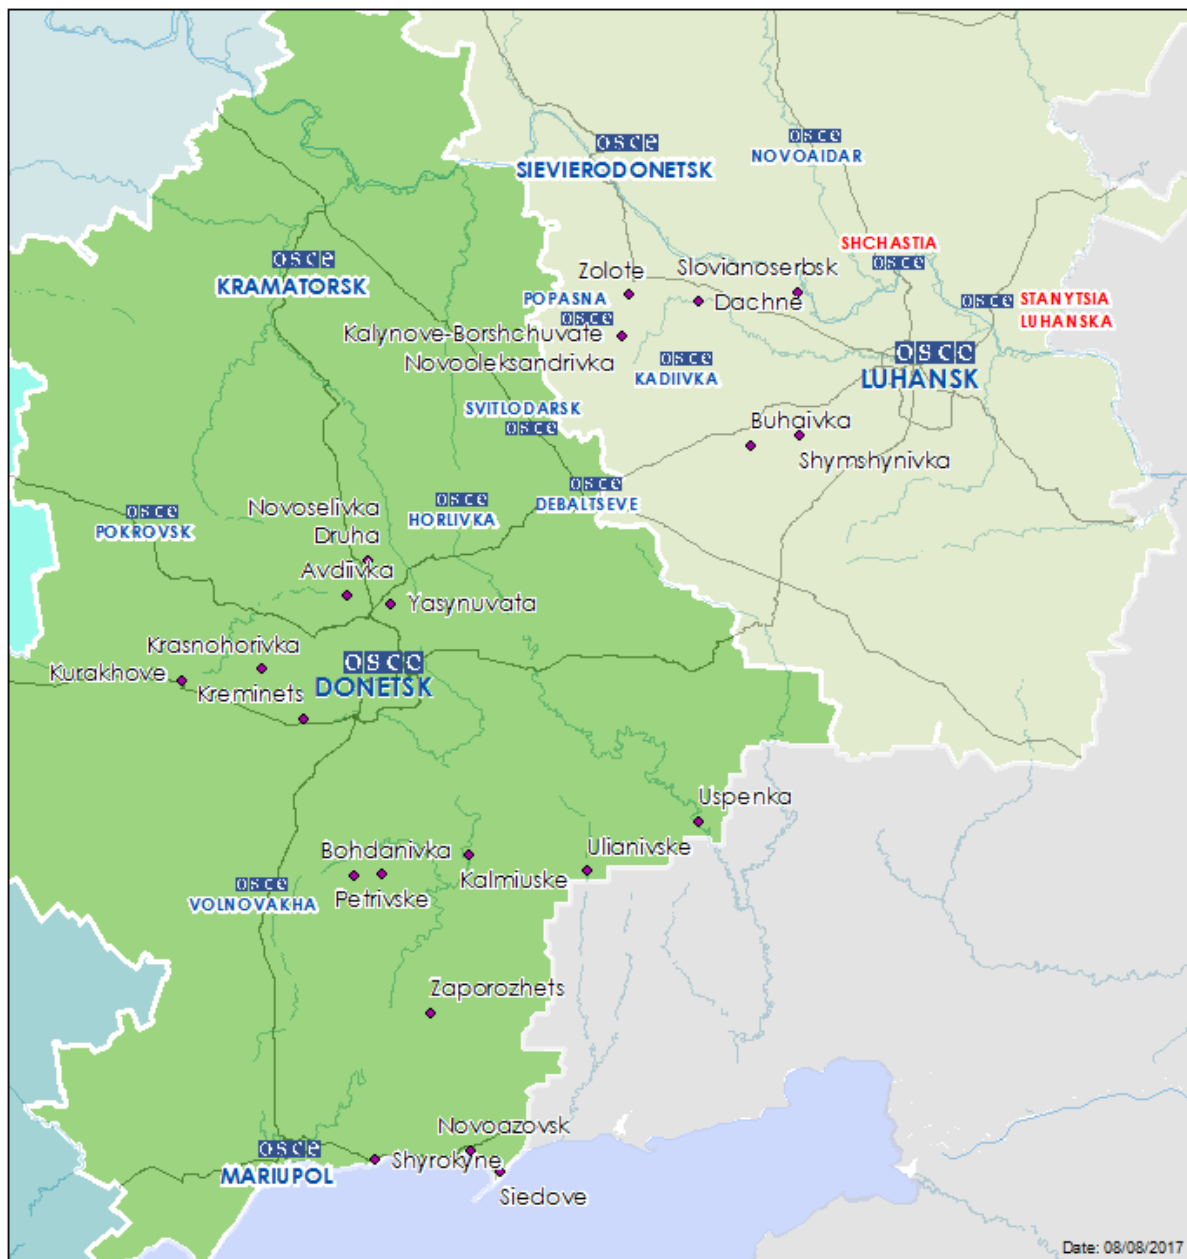 osce
SIEVIERODONETSK
osce
NOVOAIDAR
SHCHASTIA
osce
osce
KRAMATORSK
Zolote
Slovianoserbsk
POPASNA
osce
Dachne
osce
STANYTSIA
LUHANSKA
Kalynove-Borshchuvate
Novooleksandrivka
osce
KADIIVKA
oscc
LUHANSK
SVITLODARSK
osce
Buhaivka
Shymshynivka
osce
DEBALTSEVE
osce
HORLIVKA
osce
POKROVSK
Novoselivka
Druha
Avdiivka
Yasynuvata
Krasnohorivka
Kurakhove
Kreminets
oscc
DONETSK
Uspenka
Bohdanivka
Ulianivske
Kalmiuske
Petrivske
osce
VOLNOVAKHA
Zaporozhets
Novoazovsk
osce
MARIUPOL
Shyrokyne
Siedove
Date: 08/08/2017